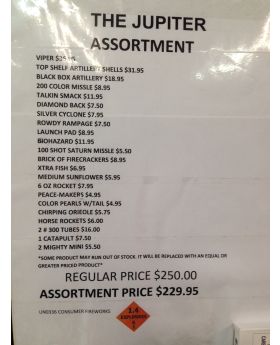 THE JUPITER
ASSORTMENT
VIPER
TOP SHELF ARTILLERY SHELLS $31.95
BLACK BOX ARTILLERY $18.95
200 COLOR MISSLE $8.95
TALKIN SMACK $11.95
DIAMOND BACK $7.50
SILVER CYCLONE $7.95
ROWDY RAMPAGE $7.50
LAUNCH PAD $8.95
BIOHAZARD $11.95
100 SHOT SATURN MISSLE $5.50
BRICK OF FIRECRACKERS $8.95
XTRA FISH $6.95
MEDIUM SUNFLOWER $5.95
6 OZ ROCKET $7.95
PEACE-MAKERS $4.95
COLOR PEARLS W/TAIL $4.95
CHIRPING ORIEOLE $5.75
HORSE ROCKETS $6.00
2 # 300 TUBES $16.00
1 CATAPULT $7.50
2 MIGHTY MINI $5.50
*SOME PRODUCT MAY RUN OUT OF STOCK. IT WILL BE REPLACED WITH AN EQUAL OR
GREATER PRICED PRODUCT*
REGULAR PRICE $250.00
ASSORTMENT PRICE $229.95
UN0336 CONSUMER FIREWORKS
1.4
EXPLOSIVES